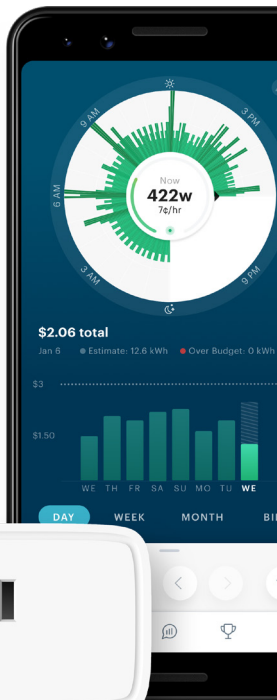 9 AM
3 PM
6 AM
3 AM
9 PM
Now
422w
7¢/hr
$2.06 total
Jan 6
Estimate: 12.6 kWh
Over Budget: 0 kWh
$3
$1.50
WE TH FR SA SU MO TU WE
DAY WEEK MONTH BI